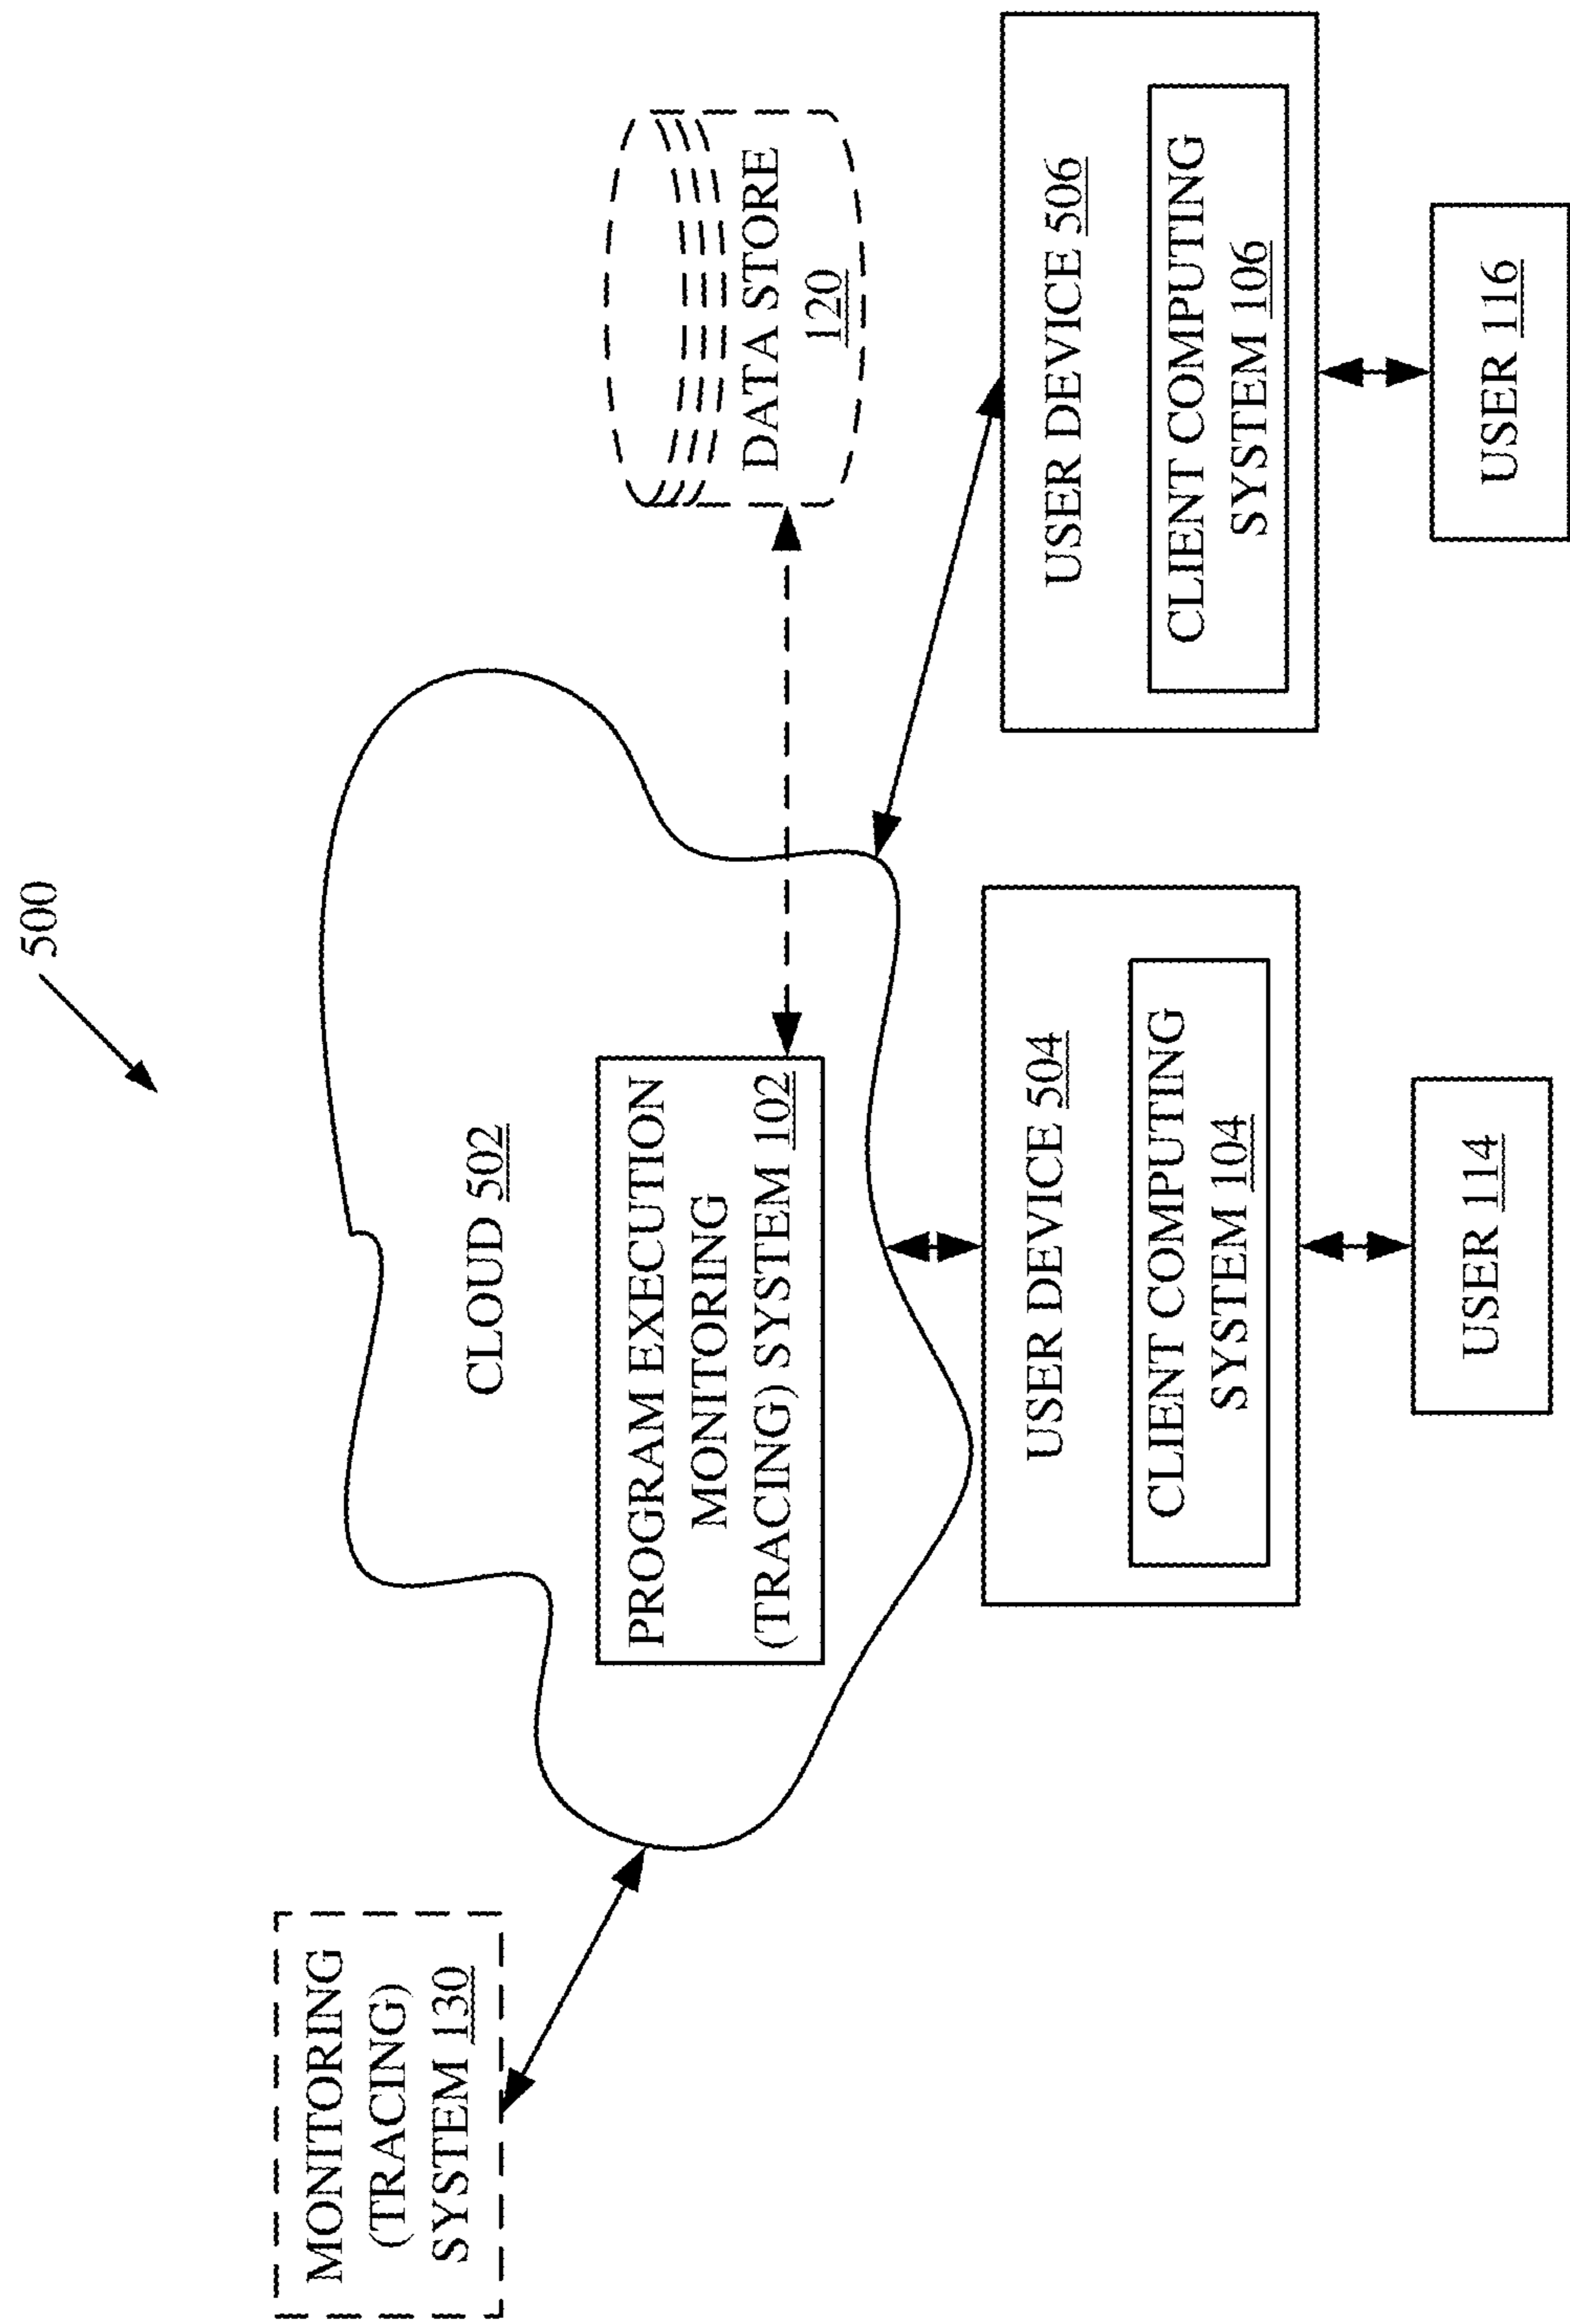 500
MONITORING
(TRACING)
SYSTEM 130
CLOUD 502
PROGRAM EXECUTION
MONITORING
(TRACING) SYSTEM 102
DATA STORE
120
USER DEVICE 504
CLIENT COMPUTING
SYSTEM 104
USER DEVICE 506
CLIENT COMPUTING
SYSTEM 106
USER 114
USER 116